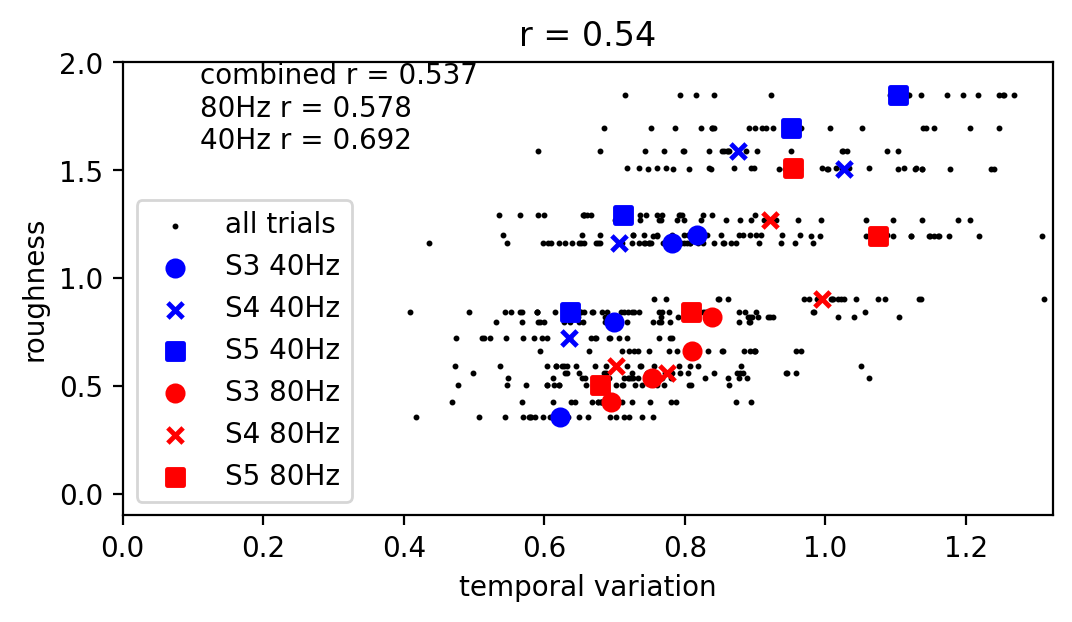 r = 0.54
combined r = 0.537
80Hz r = 0.578
40Hz r = 0.692
all trials
S3 40Hz
S4 40Hz
S5 40Hz
S3 80Hz
S4 80Hz
S5 80Hz
roughness
2.0
1.5
1.0
0.5
0.0
0.0 0.2 0.4 0.6 0.8 1.0 1.2
temporal variation